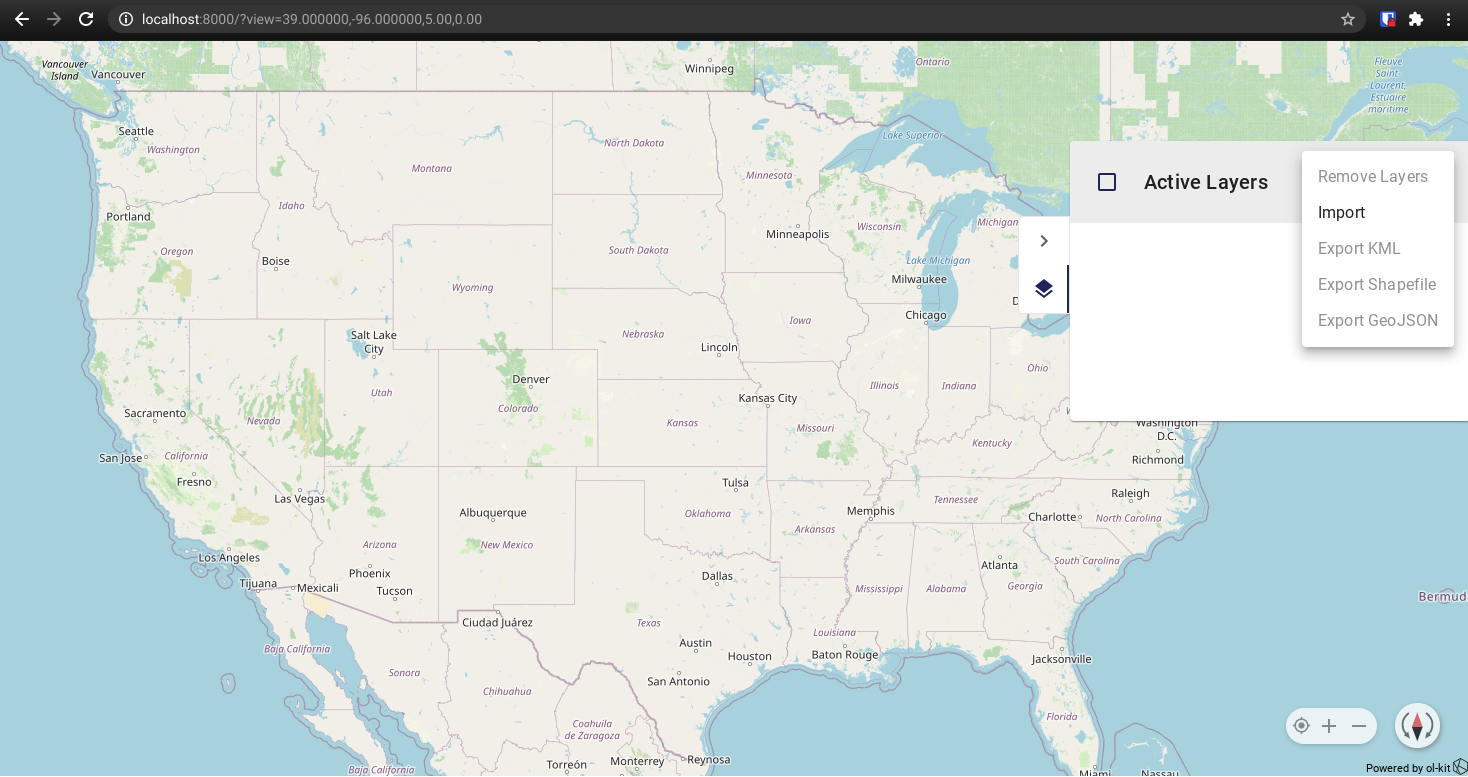 localhost:8000/?view=39.000000,-96.000000,5.00,0.00
Vancouver
Island
Vancouver
Winnipeg
Ontario
Fleuve
Saint-
Laurent,
Estuaire
maritime
Seattle
Washington
Montana
North Dakota
Minnesota
Lake Superior
Active Layers
Remove Layers
Import
Export KML
Export Shapefile
Export GeoJSON
Portland
Idaho
Oregon
Boise
Wyoming
South Dakota
Minneapolis
Wisconsin
Michigan
Lake Michigan
Milwaukee
D
Chicago
Salt Lake
City
Nebraska
Iowa
Lincoln
Utah
Denver
Colorado
Illinois
Indiana
Ohio
Kansas City
Sacramento
Nevada
Kansas
Missouri
Kentucky
Washington
D.C.
Richmond
San Jose
California
Fresno
Las Vegas
Tulsa
Albuquerque
Oklahoma
Memphis
Tennessee
Raleigh
Charlotte
North Carolina
Arkansas
New Mexico
Arizona
Los Angeles
Phoenix
Tijuana
Mexicali
Tucson
Dallas
Mississippi
Alabama
Atlanta
Georgia
South Carolina
Bermuda
Ciudad Juárez
Texas
Louisiana
Austin
Houston
Baton Rouge
Jacksonville
Baja California
Sonora
San Antonio
Chihuahua
Coahuila
de Zaragoza
Florida
Torreón
Monterrey
Reynosa
Baja California
Miami
Nassau
Powered by ol-kit